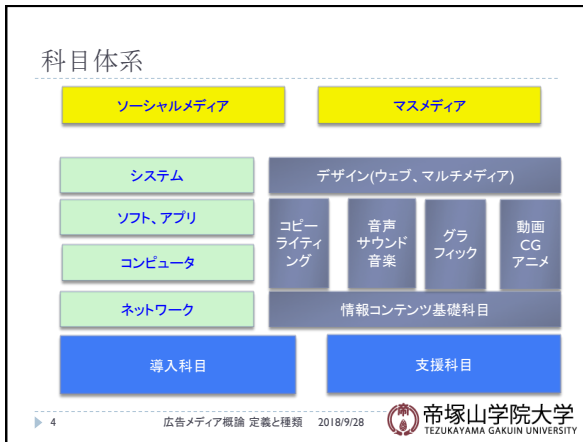 科目体系
ソーシャルメディア
マスメディア
システム
デザイン(ウェブ、マルチメディア)
ソフト、アプリ
コンピュータ
コピー
ライティ
ング
音声
サウンド
音楽
グラ
フィック
動画
CG
アニメ
ネットワーク
情報コンテンツ基礎科目
導入科目
支援科目
4
広告メディア概論 定義と種類
2018/9/28
帝塚山学院大学
TEZUKAYAMA GAKUIN UNIVERSITY